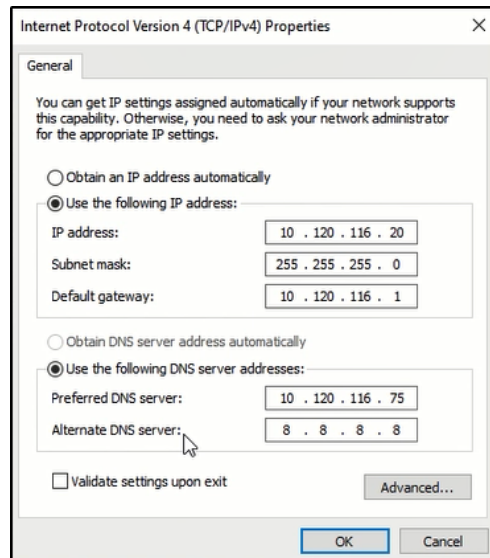 Internet Protocol Version 4 (TCP/IPv4) Properties
General
You can get IP settings assigned automatically if your network supports
this capability. Otherwise, you need to ask your network administrator
for the appropriate IP settings.
Obtain an IP address automatically
Use the following IP address:
IP address: 10 . 120 . 116 . 20
Subnet mask: 255 . 255 . 255 . 0
Default gateway: 10 . 120 . 116 . 1
Obtain DNS server address automatically
Use the following DNS server addresses:
Preferred DNS server: 10 . 120 . 116 . 75
Alternate DNS server: 8 . 8 . 8 . 8
Validate settings upon exit
Advanced...
OK Cancel